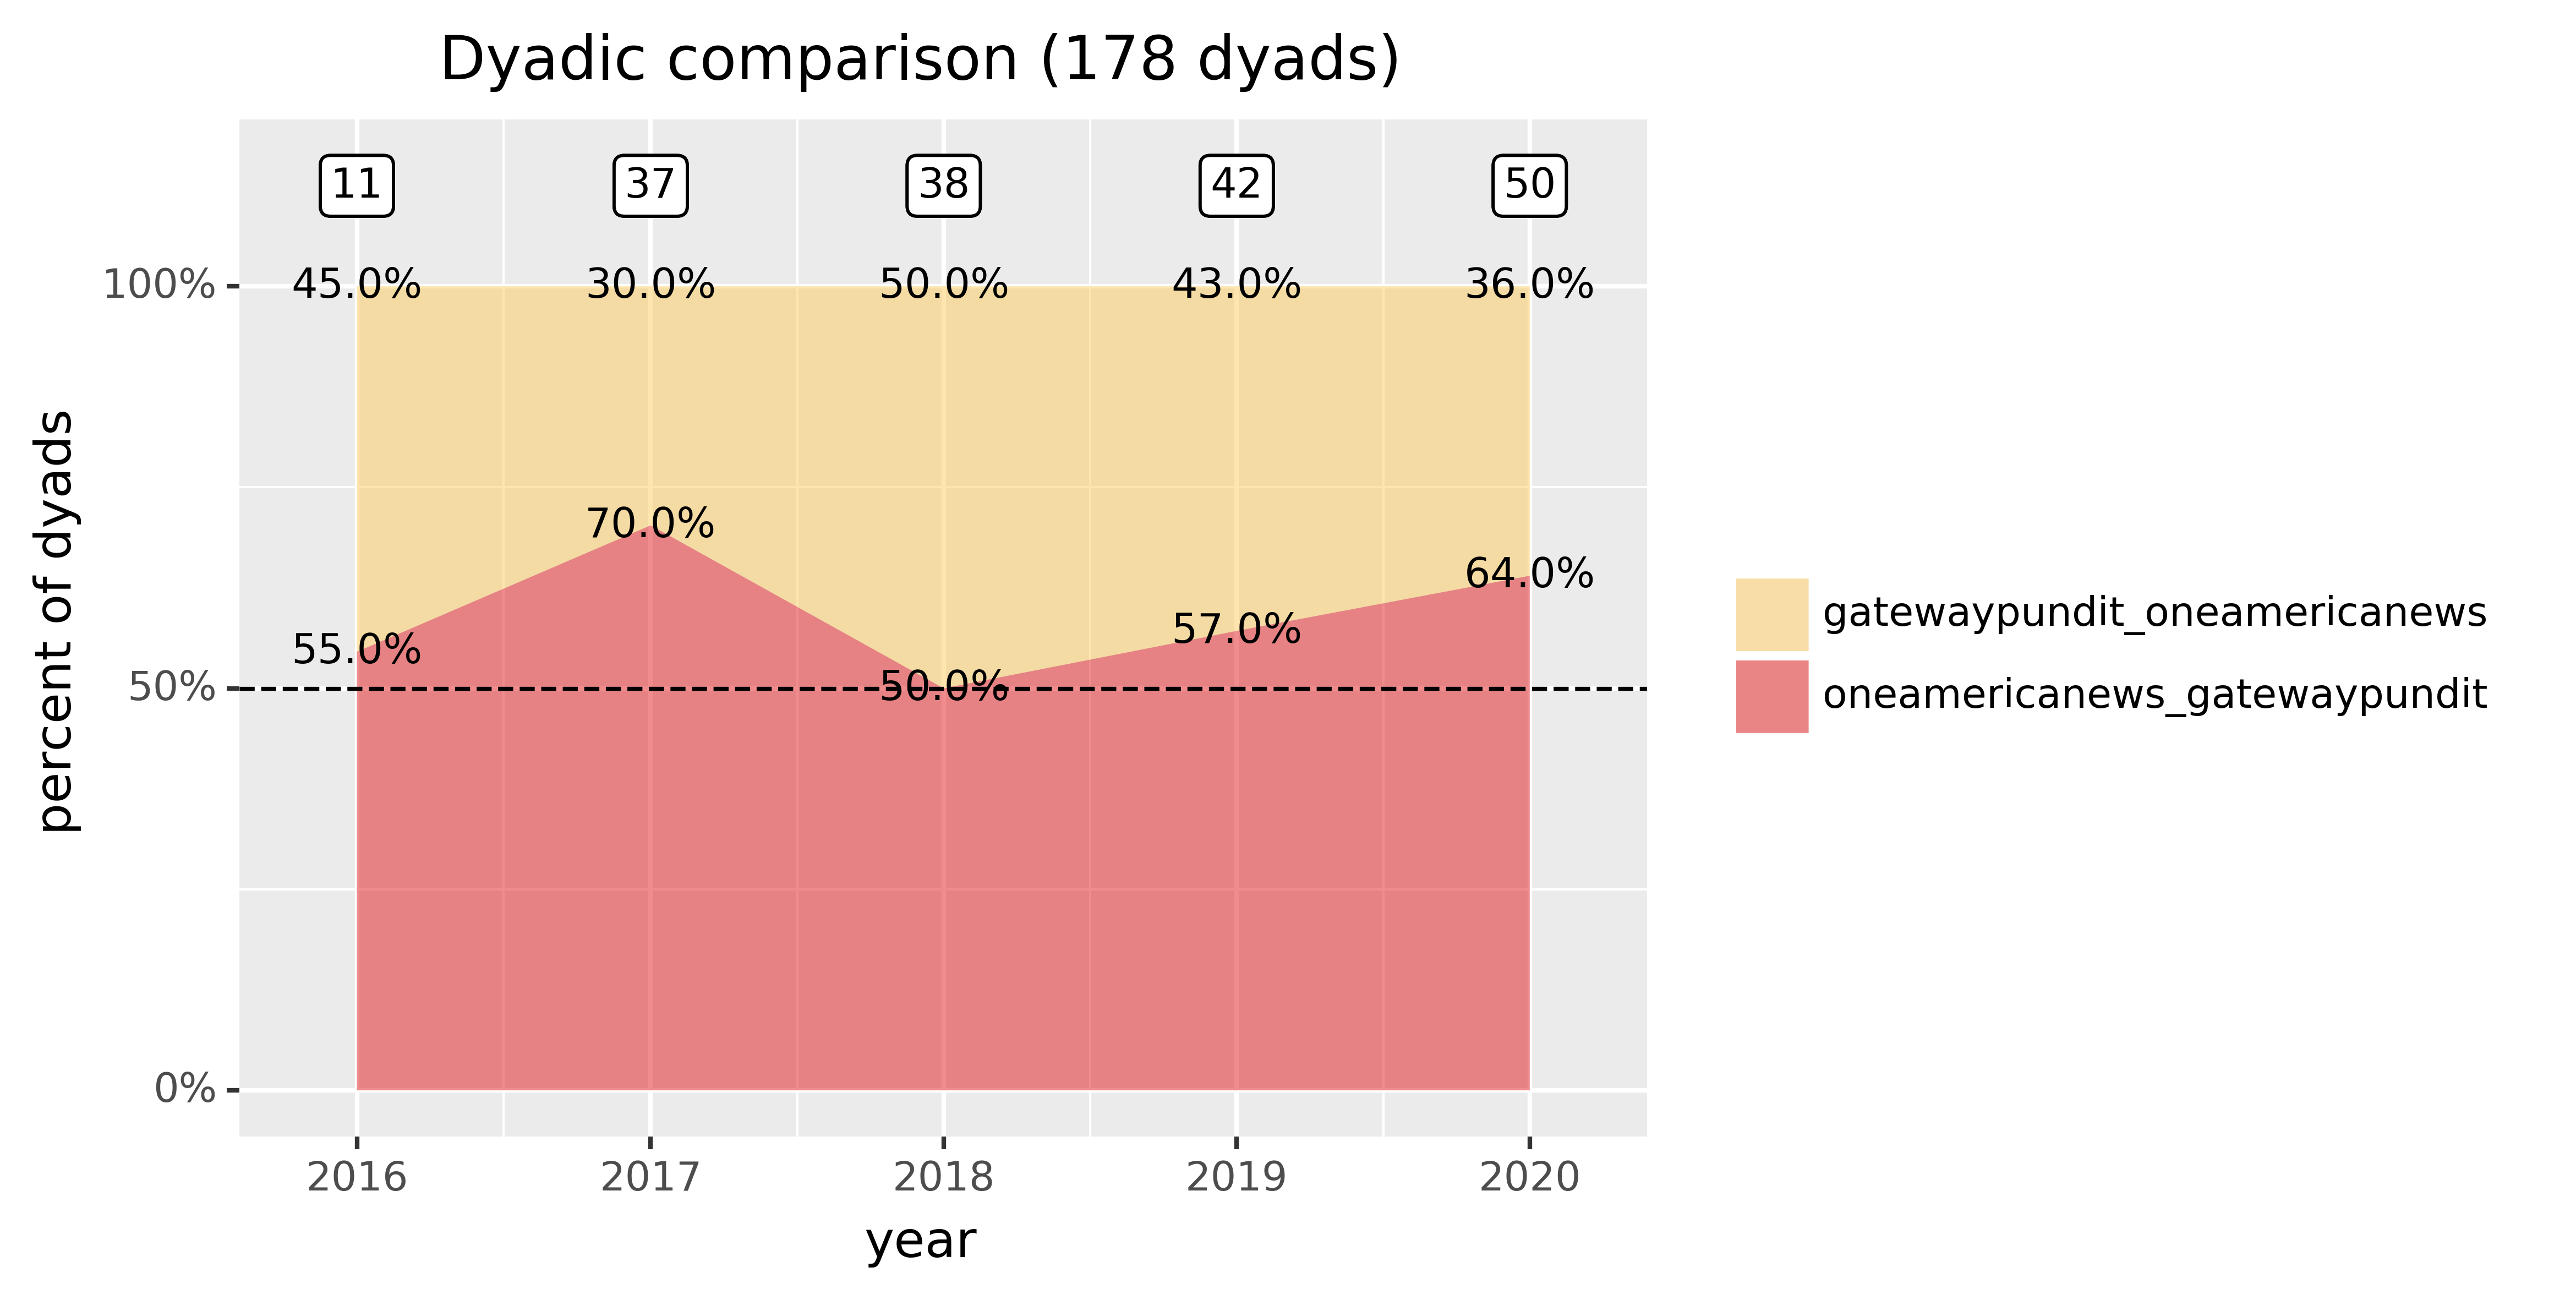 Dyadic comparison (178 dyads)
11 37 38 42 50
100% 45.0% 30.0% 50.0% 43.0% 36.0%
70.0%
64.0%
57.0%
55.0%
50% 50.0%
0%
2016 2017 2018 2019 2020
year
percent of dyads
gatewaypundit_oneamericanews
oneamericanews_gatewaypundit